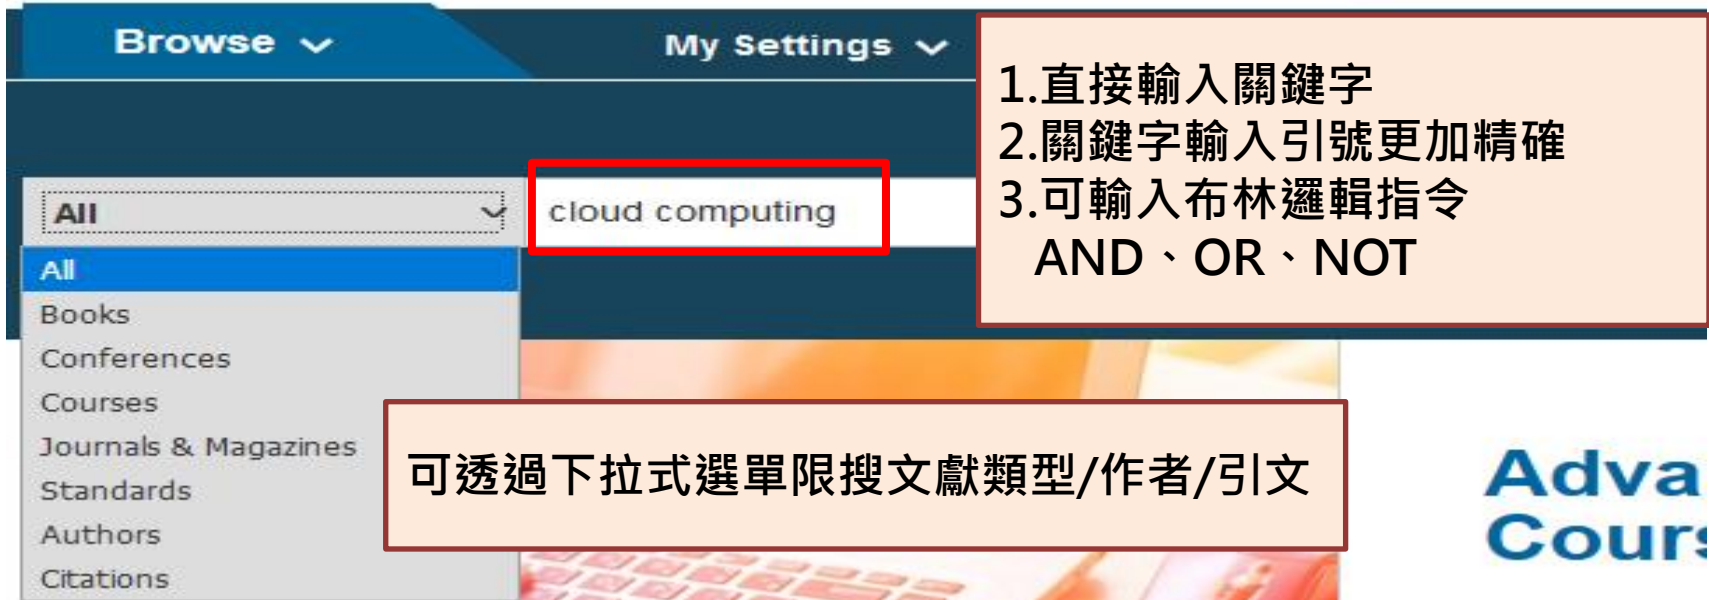 Browse
My Settings
1.直接輸入關鍵字
2.關鍵字輸入引號更加精確
3.可輸入布林邏輯指令
AND、OR、NOT
All
cloud computing
All
Books
Conferences
Courses
Journals & Magazines
Standards
Authors
Citations
可透過下拉式選單限搜文獻類型/作者/引文
Adva
Cours